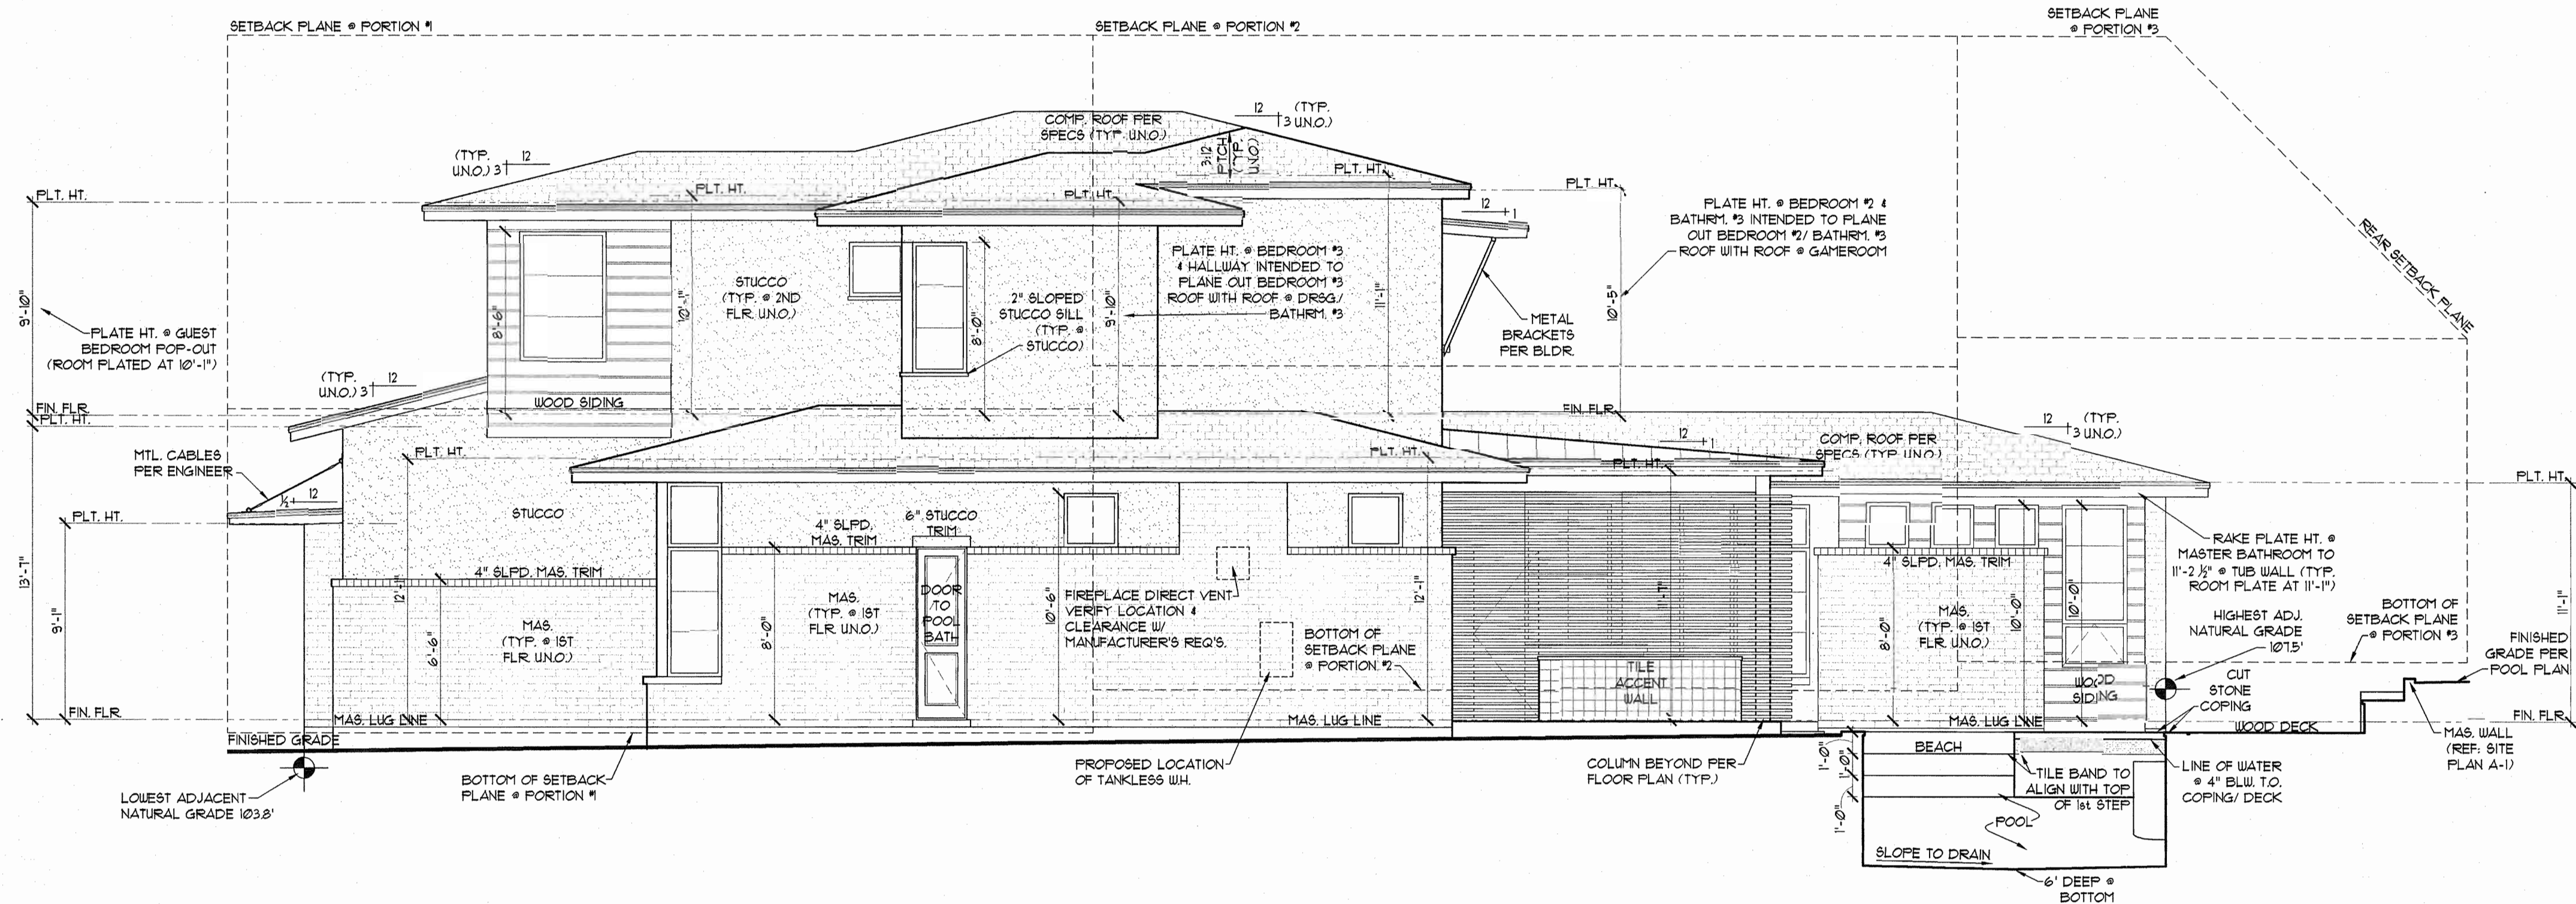 SETBACK PLANE @ PORTION #1
SETBACK PLANE @ PORTION #2
SETBACK PLANE
@ PORTION #3
COMP. ROOF PER
SPECS (TYP. U.N.O.)
12
3
(TYP.
U.N.O.)
3:12
PITCH
(TYP.
U.N.O.)
(TYP.
U.N.O.) 3
12
PLT. HT.
PLT. HT.
PLT. HT.
PLT. HT.
PLT. HT.
12
1
PLATE HT. @ BEDROOM #2 &
BATHRM. #3 INTENDED TO PLANE
OUT BEDROOM #2/ BATHRM. #3
ROOF WITH ROOF @ GAMEROOM
REAR SETBACK PLANE
9'-10"
PLATE HT. @ GUEST
BEDROOM POP-OUT
(ROOM PLATED AT 10'-1")
8'-6"
10'-1"
STUCCO
(TYP. @ 2ND
FLR. U.N.O.)
2" SLOPED
STUCCO SILL
(TYP. @
STUCCO)
8'-0"
9'-10"
PLATE HT. @ BEDROOM #3
& HALLWAY INTENDED TO
PLANE OUT BEDROOM #3
ROOF WITH ROOF @ DRSG./
BATHRM. #3
11'-1"
10'-5"
METAL
BRACKETS
PER BLDR.
(TYP.
U.N.O.) 3
12
WOOD SIDING
FIN. FLR.
PLT. HT.
FIN. FLR.
12
1
COMP. ROOF PER
SPECS (TYP. U.N.O.)
12
3
(TYP.
U.N.O.)
MTL. CABLES
PER ENGINEER
1/2
12
PLT. HT.
PLT. HT.
PLT. HT.
PLT. HT.
PLT. HT.
STUCCO
4" SLPD.
MAS. TRIM
6" STUCCO
TRIM
4" SLPD. MAS. TRIM
13'-7"
9'-1"
12'-1"
6'-6"
MAS.
(TYP. @ 1ST
FLR. U.N.O.)
8'-0"
MAS.
(TYP. @ 1ST
FLR. U.N.O.)
DOOR
TO
POOL
BATH
10'-6"
FIREPLACE DIRECT VENT
VERIFY LOCATION &
CLEARANCE W/
MANUFACTURER'S REQ'S.
BOTTOM OF
SETBACK PLANE
@ PORTION #2
12'-1"
11'-7"
TILE
ACCENT
WALL
4" SLPD. MAS. TRIM
8'-0"
MAS.
(TYP. @ 1ST
FLR. U.N.O.)
10'-0"
10'-0"
WOOD
SIDING
RAKE PLATE HT. @
MASTER BATHROOM TO
11'-2 1/2" @ TUB WALL (TYP.
ROOM PLATE AT 11'-1")
HIGHEST ADJ.
NATURAL GRADE
107.5'
CUT
STONE
COPING
BOTTOM OF
SETBACK PLANE
@ PORTION #3
FINISHED
GRADE PER
POOL PLAN
11'-1"
FIN. FLR.
MAS. LUG LINE
MAS. LUG LINE
MAS. LUG LINE
WOOD DECK
FIN. FLR.
FINISHED GRADE
LOWEST ADJACENT
NATURAL GRADE 103.8'
BOTTOM OF SETBACK
PLANE @ PORTION #1
PROPOSED LOCATION
OF TANKLESS W.H.
COLUMN BEYOND PER
FLOOR PLAN (TYP.)
1'-0"
1'-0"
1'-0"
BEACH
TILE BAND TO
ALIGN WITH TOP
OF 1st STEP
LINE OF WATER
@ 4" BLW. T.O.
COPING/ DECK
MAS. WALL
(REF: SITE
PLAN A-1)
POOL
SLOPE TO DRAIN
6' DEEP @
BOTTOM